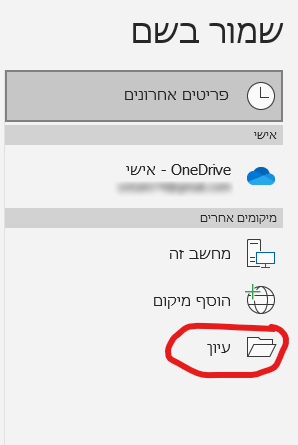 שמור בשם
פריטים אחרונים
אישי
OneDrive - אישי
מיקומים אחרים
מחשב זה
הוסף מיקום
עיון